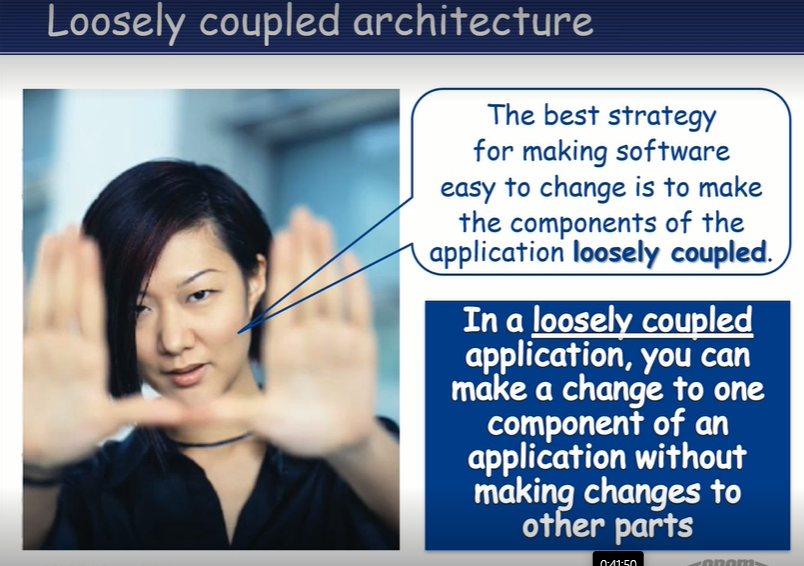 Loosely coupled architecture
The best strategy
for making software
easy to change is to make
the components of the
application loosely coupled.
In a loosely coupled
application, you can
make a change to one
component of an
application without
making changes to
other parts
0:41:50